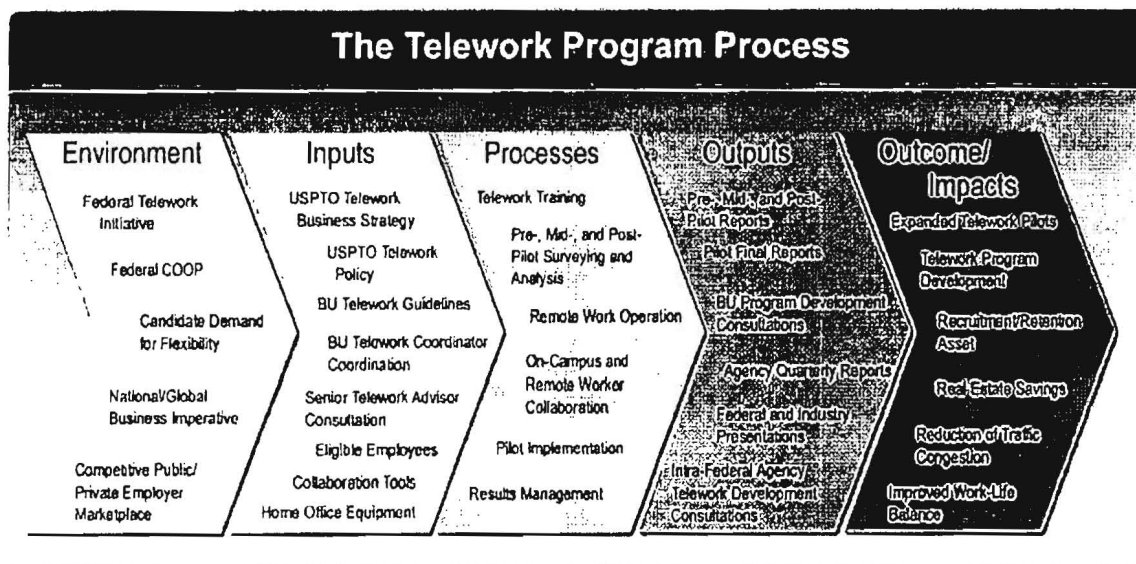 The Telework Program Process
Environment
Federal Telework
Initiative
Federal COOP
Candidate Demand
for Flexibility
National/Global
Business Imperative
Competitive Public/
Private Employer
Marketplace
Inputs
USPTO Telework
Business Strategy
USPTO Telework
Policy
BU Telework Guidelines
BU Telework Coordinator
Coordination
Senior Telework Advisor
Consultation
Eligible Employees
Collaboration Tools
Home Office Equipment
Processes
Telework Training
Pre-, Mid-, and Post-
Pilot Surveying and
Analysis
Remote Work Operation
On-Campus and
Remote Worker
Collaboration
Pilot Implementation
Results Management
Outputs
Pre-, Mid-, and Post-
Pilot Reports
Pilot Final Reports
BU Program Development
Consultations
Agency Quarterly Reports
Federal and Industry
Presentations
Intra-Federal Agency
Telework Development
Consultations
Outcome/
Impacts
Expanded Telework Pilots
Telework Program
Development
Recruitment/Retention
Asset
Real Estate Savings
Reduction of Traffic
Congestion
Improved Work-Life
Balance